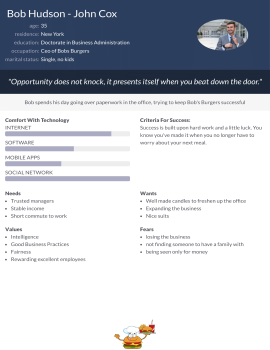 Bob Hudson - John Cox
age: 35
residence: New York
education: Doctorate in Business Administration
occupation: Ceo of Bobs Burgers
marital status: Single, no kids
"Opportunity does not knock, it presents itself when you beat down the door."
Bob spends his day going over paperwork in the office, trying to keep Bob's Burgers successful
Comfort With Technology
INTERNET
SOFTWARE
MOBILE APPS
SOCIAL NETWORK
Criteria For Success:
Success is built upon hard work and a little luck. You
know you've made it when you no longer have to
worry about your next meal.
Needs
• Trusted managers
• Stable income
• Short commute to work
Wants
• Well made candles to freshen up the office
• Expanding the business
• Nice suits
Values
• Intelligence
• Good Business Practices
• Fairness
• Rewarding excellent employees
Fears
• losing the business
• not finding someone to have a family with
• being seen only for money